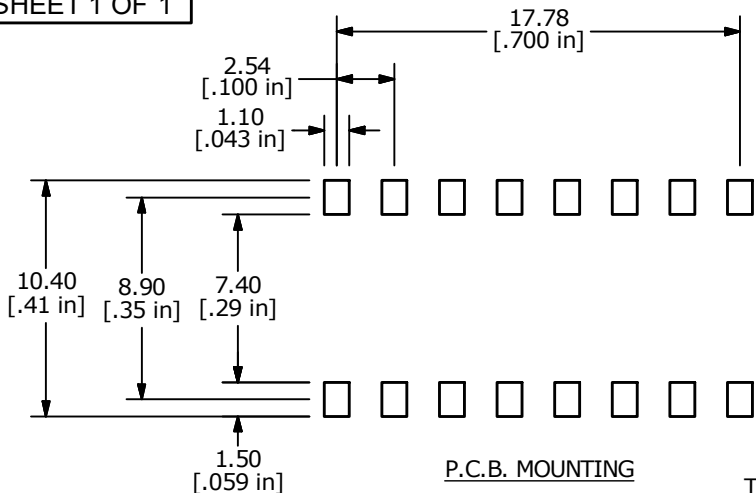 SHEET 1 OF 1
17.78
[.700 in]
2.54
[.100 in]
1.10
[.043 in]
10.40
[.41 in]
8.90
[.35 in]
7.40
[.29 in]
1.50
[.059 in]
P.C.B. MOUNTING